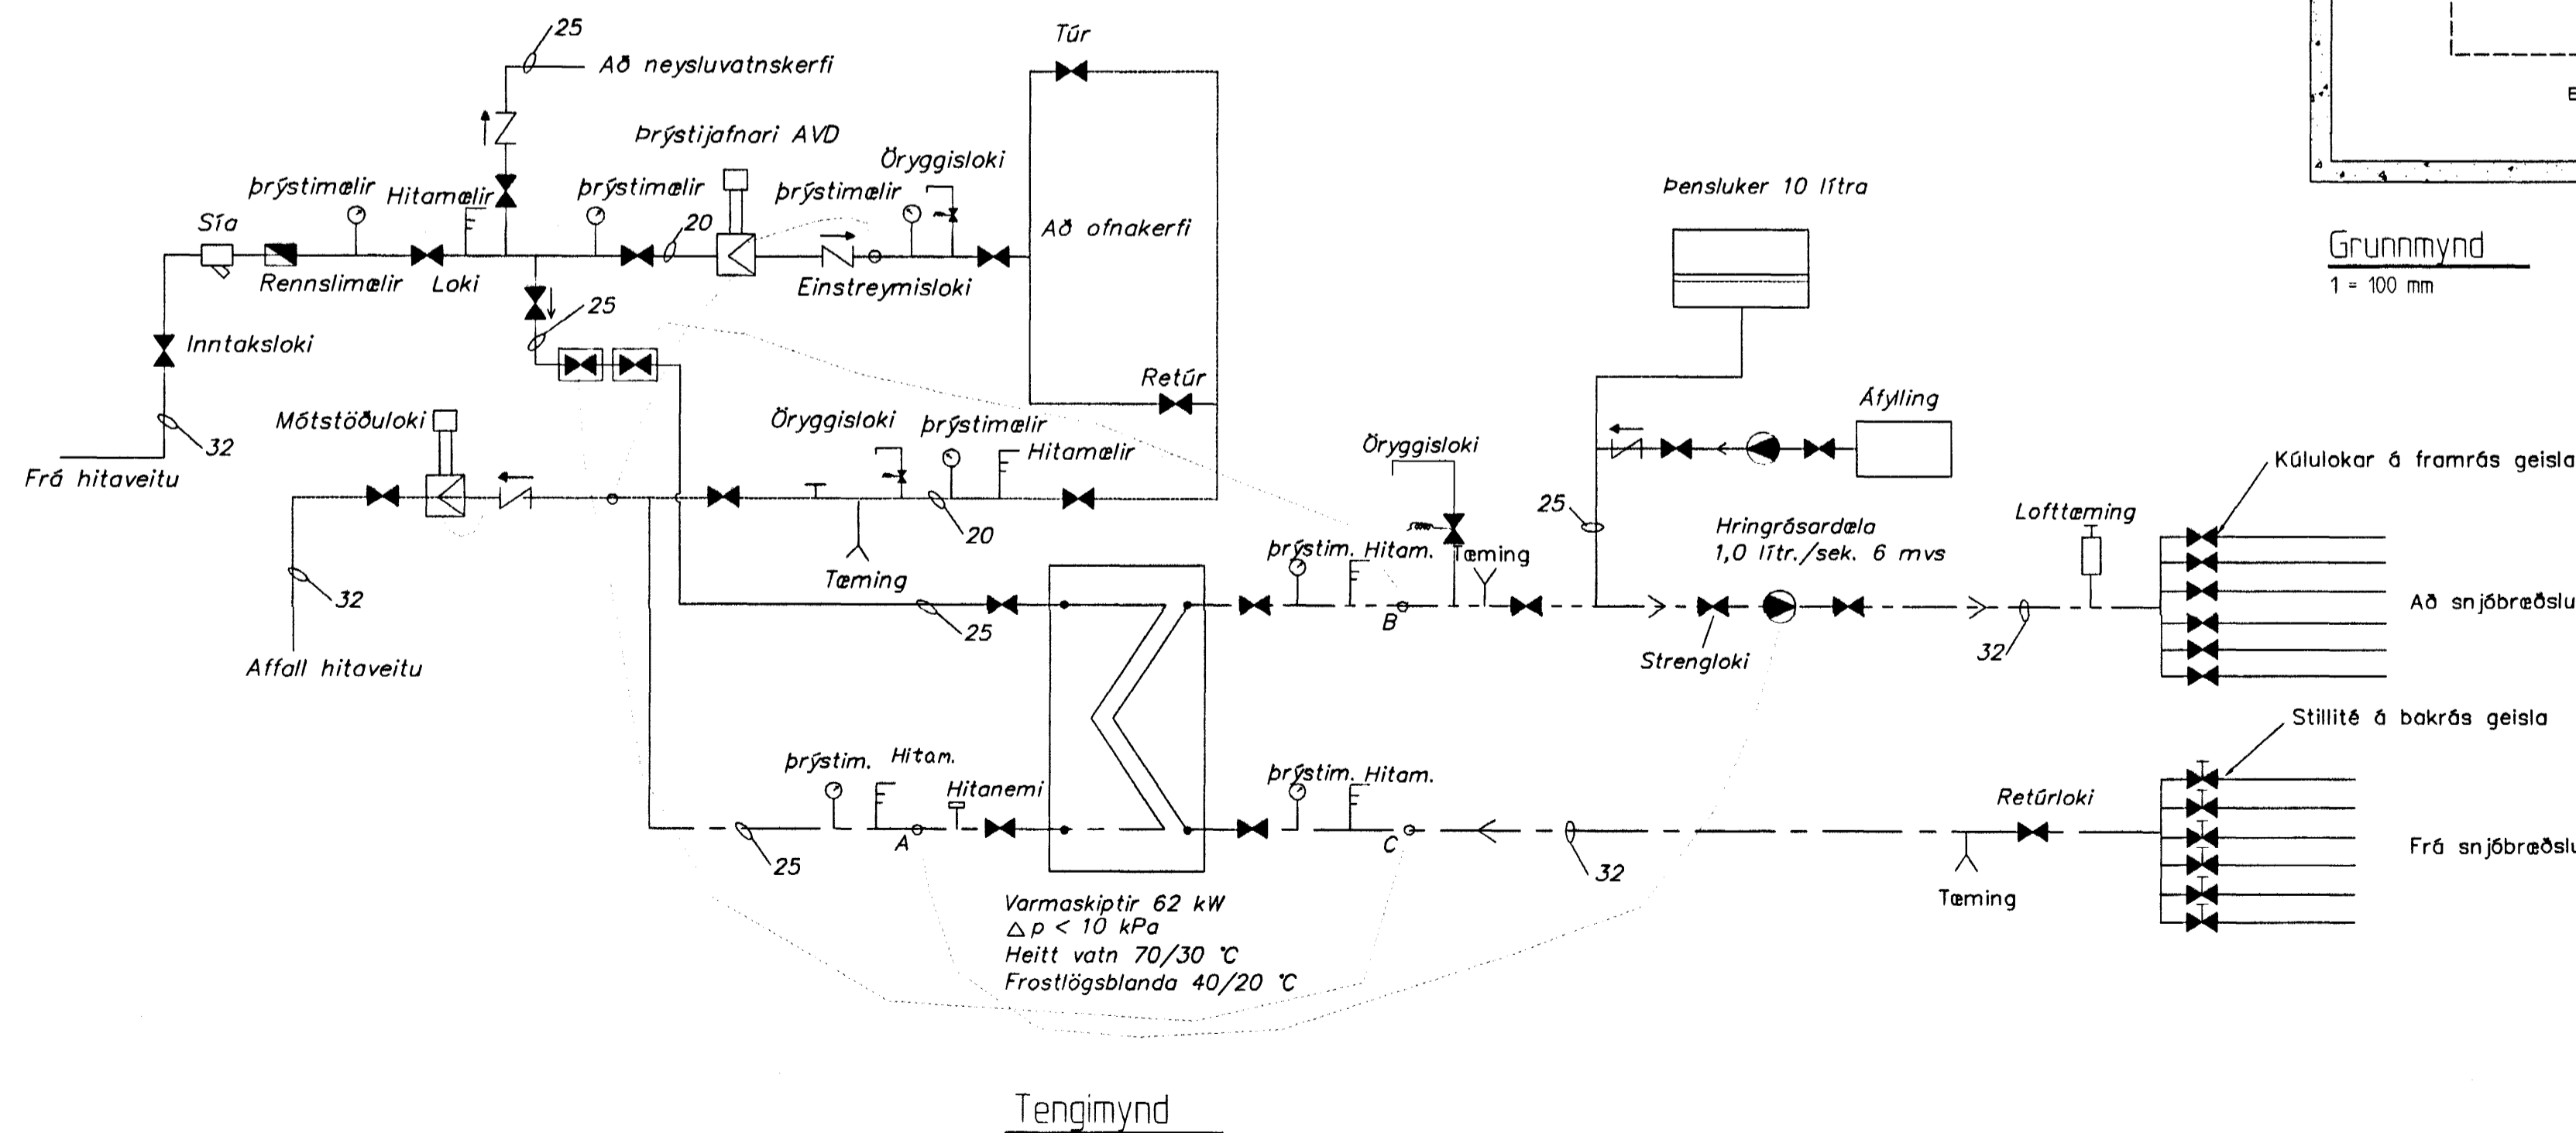 25
Að neysluvatnskerfi
Túr
Þrýstijafnari AVD
Öryggisloki
þrýstimælir
Hitamælir
þrýstimælir
þrýstimælir
Sía
20
Að ofnakerfi
Rennslimælir
Loki
Einstreymisloki
25
Inntaksloki
Retúr
32
Frá hitaveitu
Mótstöðuloki
Öryggisloki
þrýstimælir
Hitamælir
20
Tæming
32
Affall hitaveitu
25
Þensluker 10 lítra
Áfylling
Öryggisloki
25
þrýstim.
Hitam.
Tæming
B
Hringrásardæla
1,0 lítr./sek. 6 mvs
Strengloki
Lofttæming
32
Kúlulokar á framrás geisla
Að snjóbræðslu
Stillité á bakrás geisla
þrýstim.
Hitam.
Hitanemi
A
25
þrýstim.
Hitam.
C
32
Retúrloki
Tæming
Frá snjóbræðslu
Varmaskiptir 62 kW
△p < 10 kPa
Heitt vatn 70/30 °C
Frostlögsblanda 40/20 °C
Tengimynd
Grunnmynd
1 = 100 mm